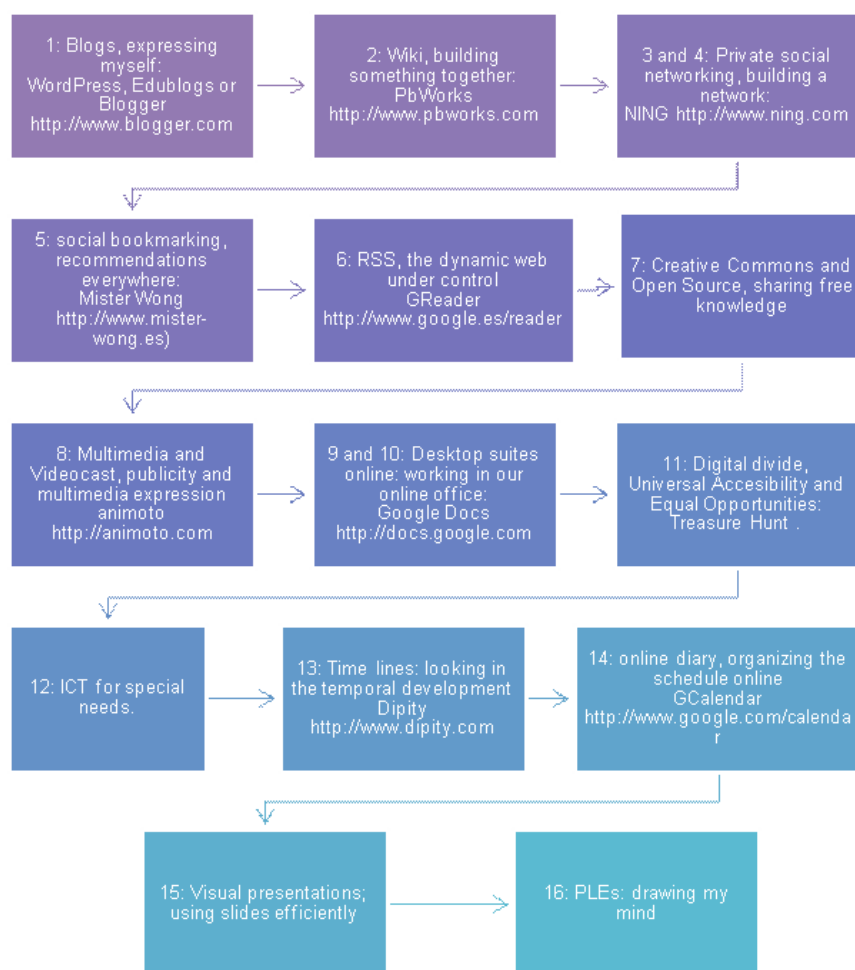 1: Blogs, expressing
myself:
WordPress, Edublogs or
Blogger
http://www.blogger.com
2: Wiki, building
something together:
PbWorks
http://www.pbworks.com
3 and 4: Private social
networking, building a
network:
NING http://www.ning.com
5: social bookmarking,
recommendations
everywhere:
Mister Wong
http://www.mister-
wong.es)
6: RSS, the dynamic web
under control
GReader
http://www.google.es/reader
7: Creative Commons and
Open Source, sharing free
knowledge
8: Multimedia and
Videocast, publicity and
multimedia expression
animoto
http://animoto.com
9 and 10: Desktop suites
online: working in our
online office:
Google Docs
http://docs.google.com
11: Digital divide,
Universal Accesibility and
Equal Opportunities:
Treasure Hunt .
12: ICT for special
needs.
13: Time lines: looking in
the temporal development
Dipity
http://www.dipity.com
14: online diary, organizing the
schedule online
GCalendar
http://www.google.com/calenda
r
15: Visual presentations;
using slides efficiently
16: PLEs: drawing my
mind